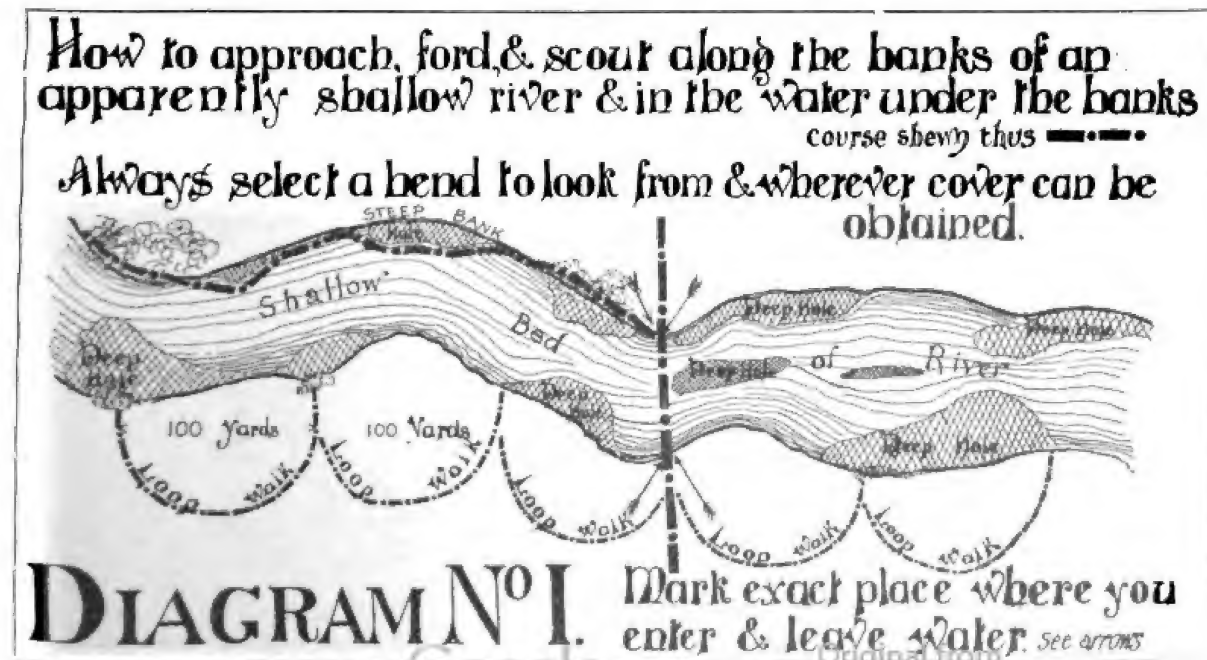 How to approach, ford, & scout along the banks of an
apparently shallow river & in the water under the banks
course shewn thus
Always select a bend to look from & wherever cover can be
obtained.
STEEP BANK
Hole
Shallow
Bed
of
River
Deep Hole
Deep Hole
Deep Hole
Deep
Hole
Deep
Hole
Deep Hole
100 Yards
100 Yards
Loop Walk
Loop Walk
Loop Walk
Loop Walk
Loop Walk
DIAGRAM No I.
Mark exact place where you
enter & leave water. see arrows
Original from